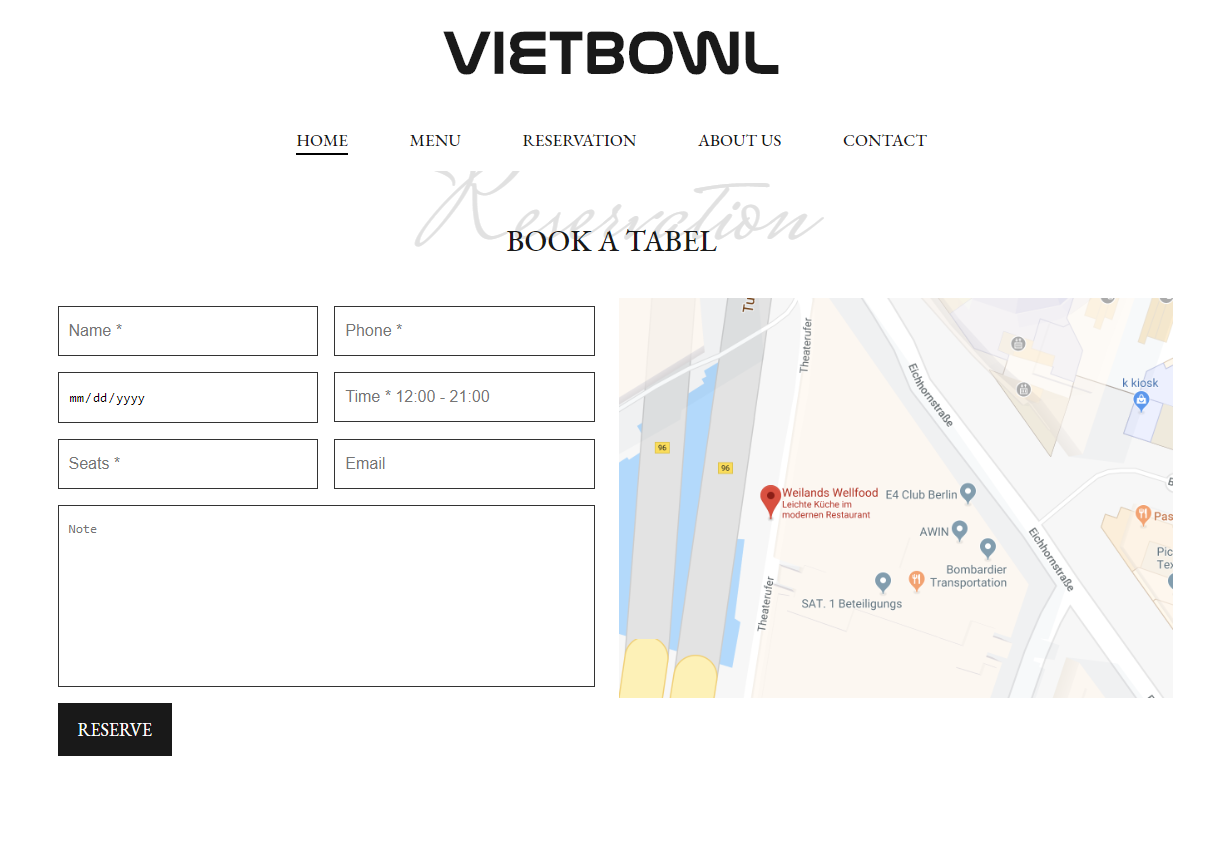 VIETBOWL
HOME MENU RESERVATION ABOUT US CONTACT
Reservation
BOOK A TABEL
Name *
Phone *
mm/dd/yyyy
Time * 12:00 - 21:00
Seats *
Email
Note
RESERVE
Tu
Theaterufer
Eichhornstraße
k kiosk
96
96
Weilands Wellfood
Leichte Küche im
modernen Restaurant
E4 Club Berlin
AWIN
Bombardier
Transportation
SAT. 1 Beteiligungs
Theaterufer
Eichhornstraße
Pas
Pic
Tex